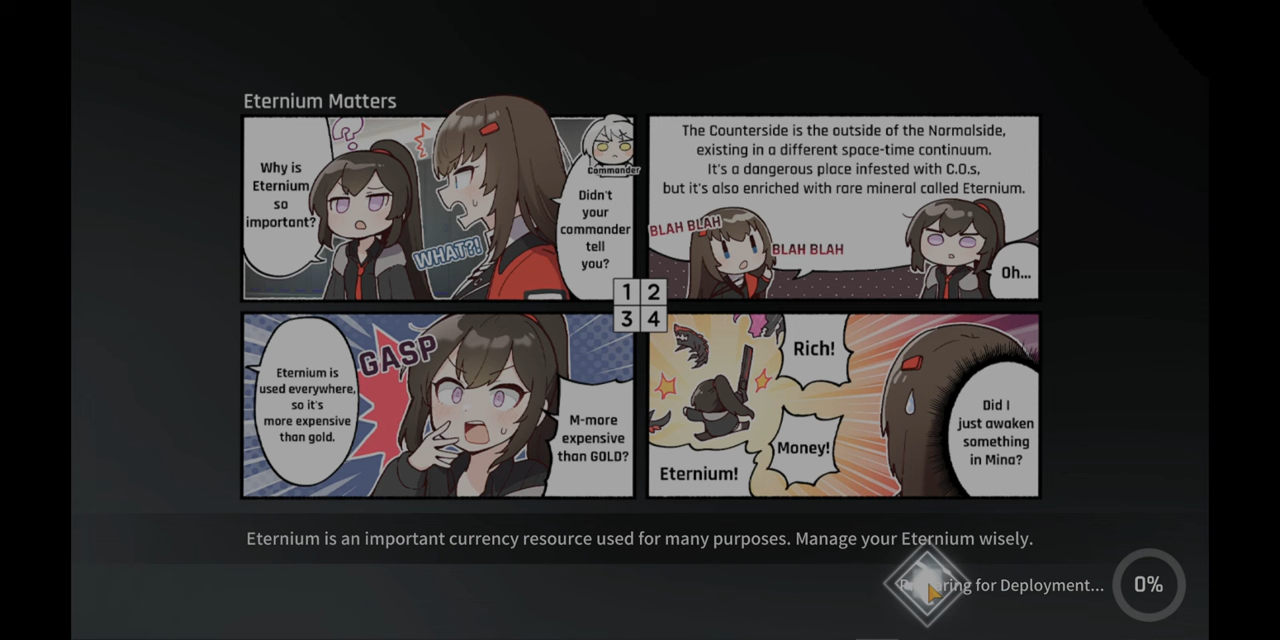 Eternium Matters
Why is
Eternium
so
important?
WHAT?!
Commander
Didn't
your
commander
tell
you?
The Counterside is the outside of the Normalside,
existing in a different space-time continuum.
It's a dangerous place infested with C.O.s,
but it's also enriched with rare mineral called Eternium.
BLAH BLAH
BLAH BLAH
Oh...
1 2
3 4
Eternium is
used everywhere,
so it's
more expensive
than gold.
GASP
M-more
expensive
than GOLD?
Rich!
Money!
Eternium!
Did I
just awaken
something
in Mina?
Eternium is an important currency resource used for many purposes. Manage your Eternium wisely.
for Deployment...
0%